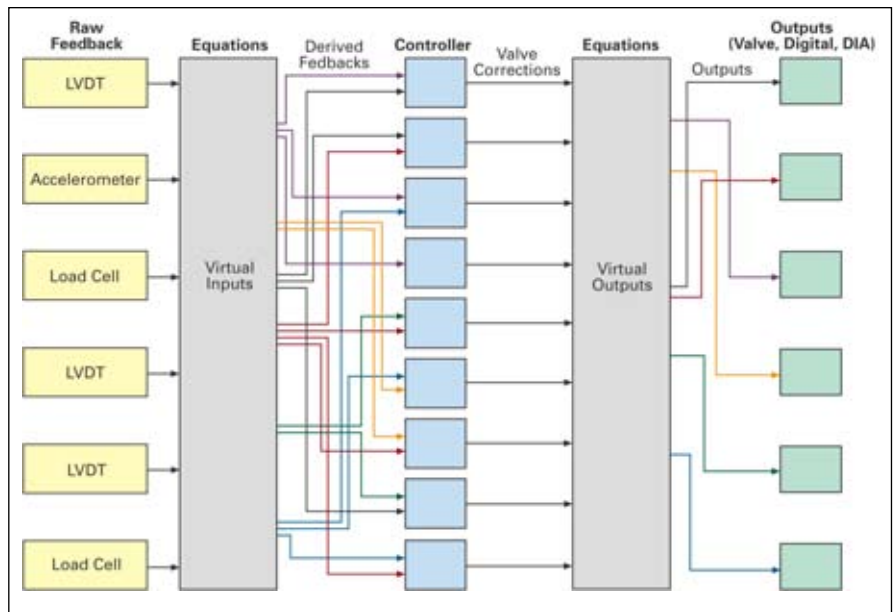 Raw
Feedback
Equations
Derived
Fedbacks
Controller
Valve
Corrections
Equations
Outputs
Outputs
(Valve, Digital, DIA)
LVDT
Accelerometer
Load Cell
LVDT
LVDT
Load Cell
Virtual
Inputs
Virtual
Outputs